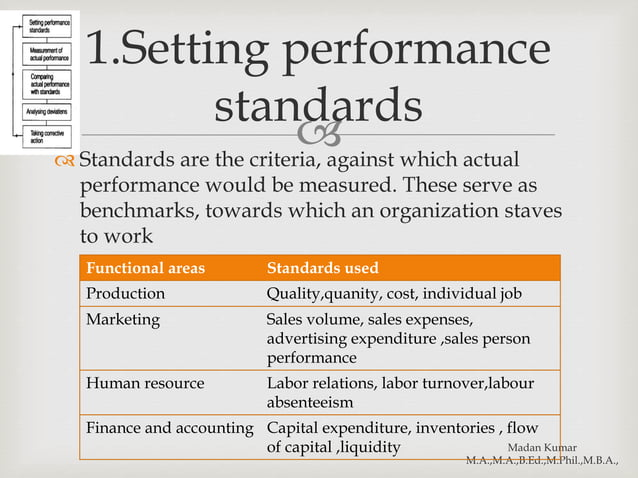 Setting performance
standards
Measurement of
actual performance
Comparing
actual performance
with standards
Analysing deviations
Taking corrective
action
1.Setting performance
standards
Standards are the criteria, against which actual
performance would be measured. These serve as
benchmarks, towards which an organization staves
to work
Functional areas Standards used
Production Quality,quanity, cost, individual job
Marketing Sales volume, sales expenses,
advertising expenditure ,sales person
performance
Human resource Labor relations, labor turnover,labour
absenteeism
Finance and accounting Capital expenditure, inventories , flow
of capital ,liquidity
Madan Kumar
M.A.,M.A.,B.Ed.,M.Phil.,M.B.A.,